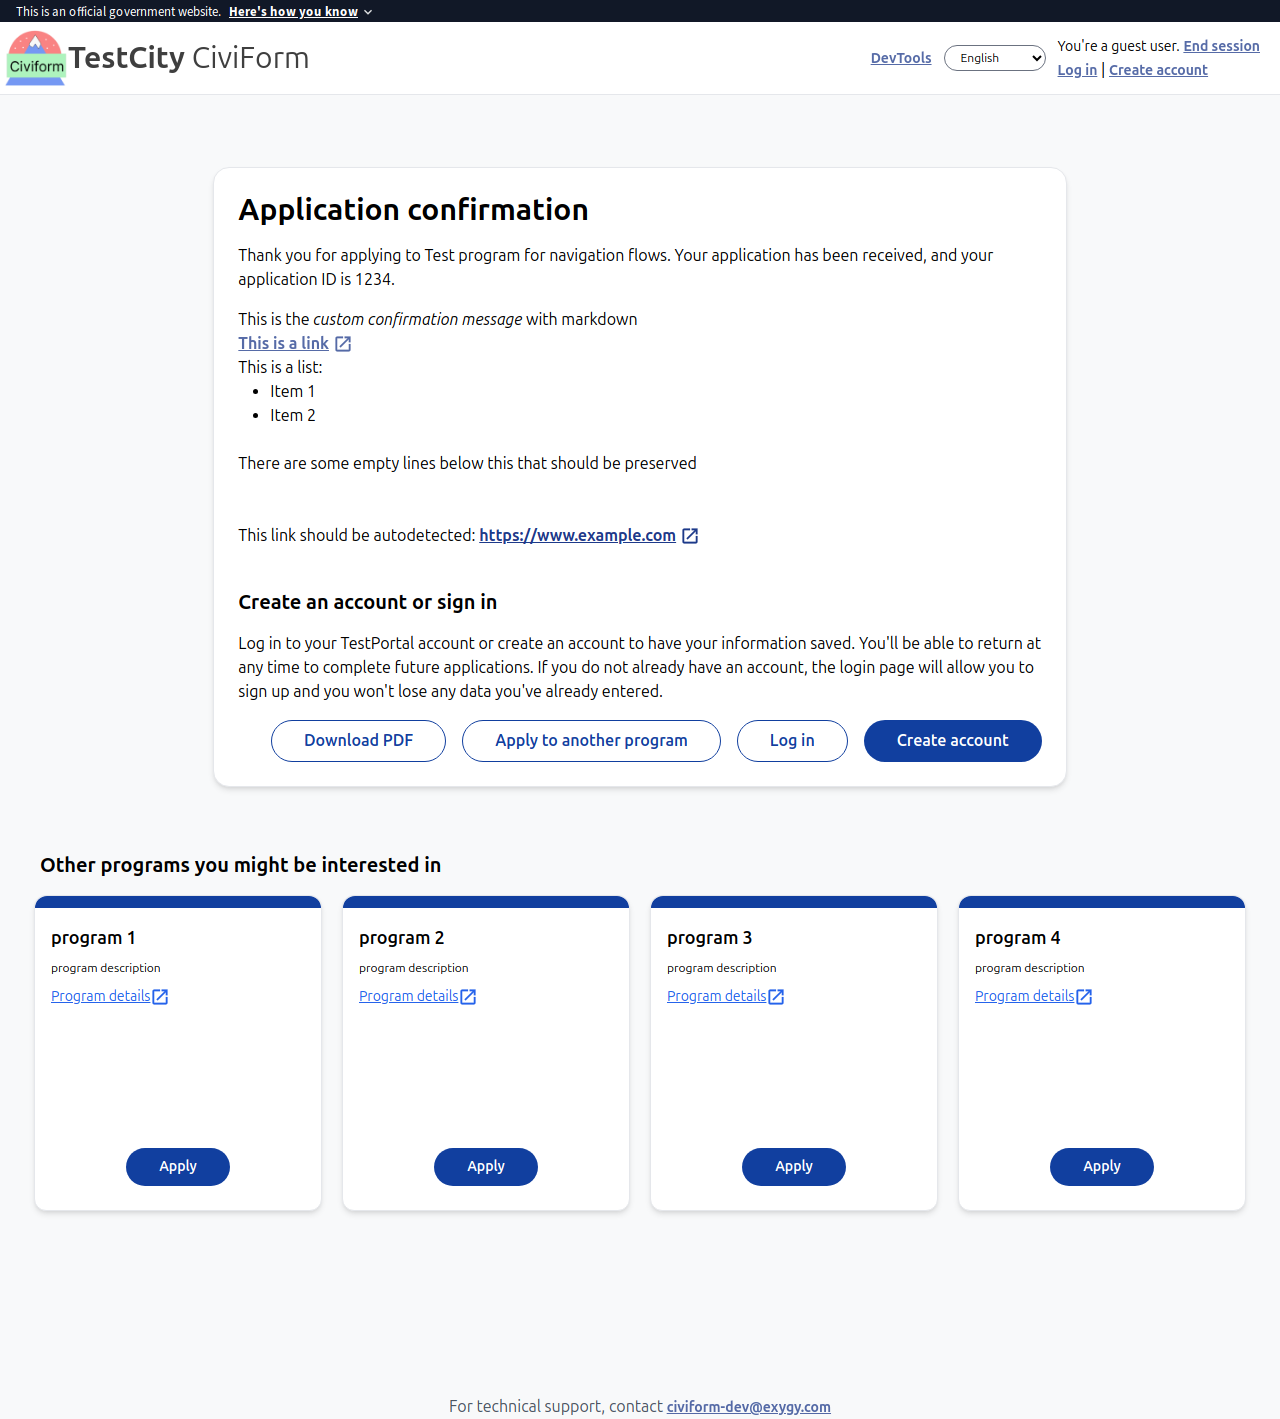 This is an official government website. Here's how you know
Civiform TestCity CiviForm
DevTools
English
You're a guest user. End session
Log in | Create account
Application confirmation
Thank you for applying to Test program for navigation flows. Your application has been received, and your
application ID is 1234.
This is the custom confirmation message with markdown
This is a link
This is a list:
• Item 1
• Item 2
There are some empty lines below this that should be preserved
This link should be autodetected: https://www.example.com
Create an account or sign in
Log in to your TestPortal account or create an account to have your information saved. You'll be able to return at
any time to complete future applications. If you do not already have an account, the login page will allow you to
sign up and you won't lose any data you've already entered.
Download PDF Apply to another program Log in Create account
Other programs you might be interested in
program 1
program description
Program details
Apply
program 2
program description
Program details
Apply
program 3
program description
Program details
Apply
program 4
program description
Program details
Apply
For technical support, contact civiform-dev@exygy.com